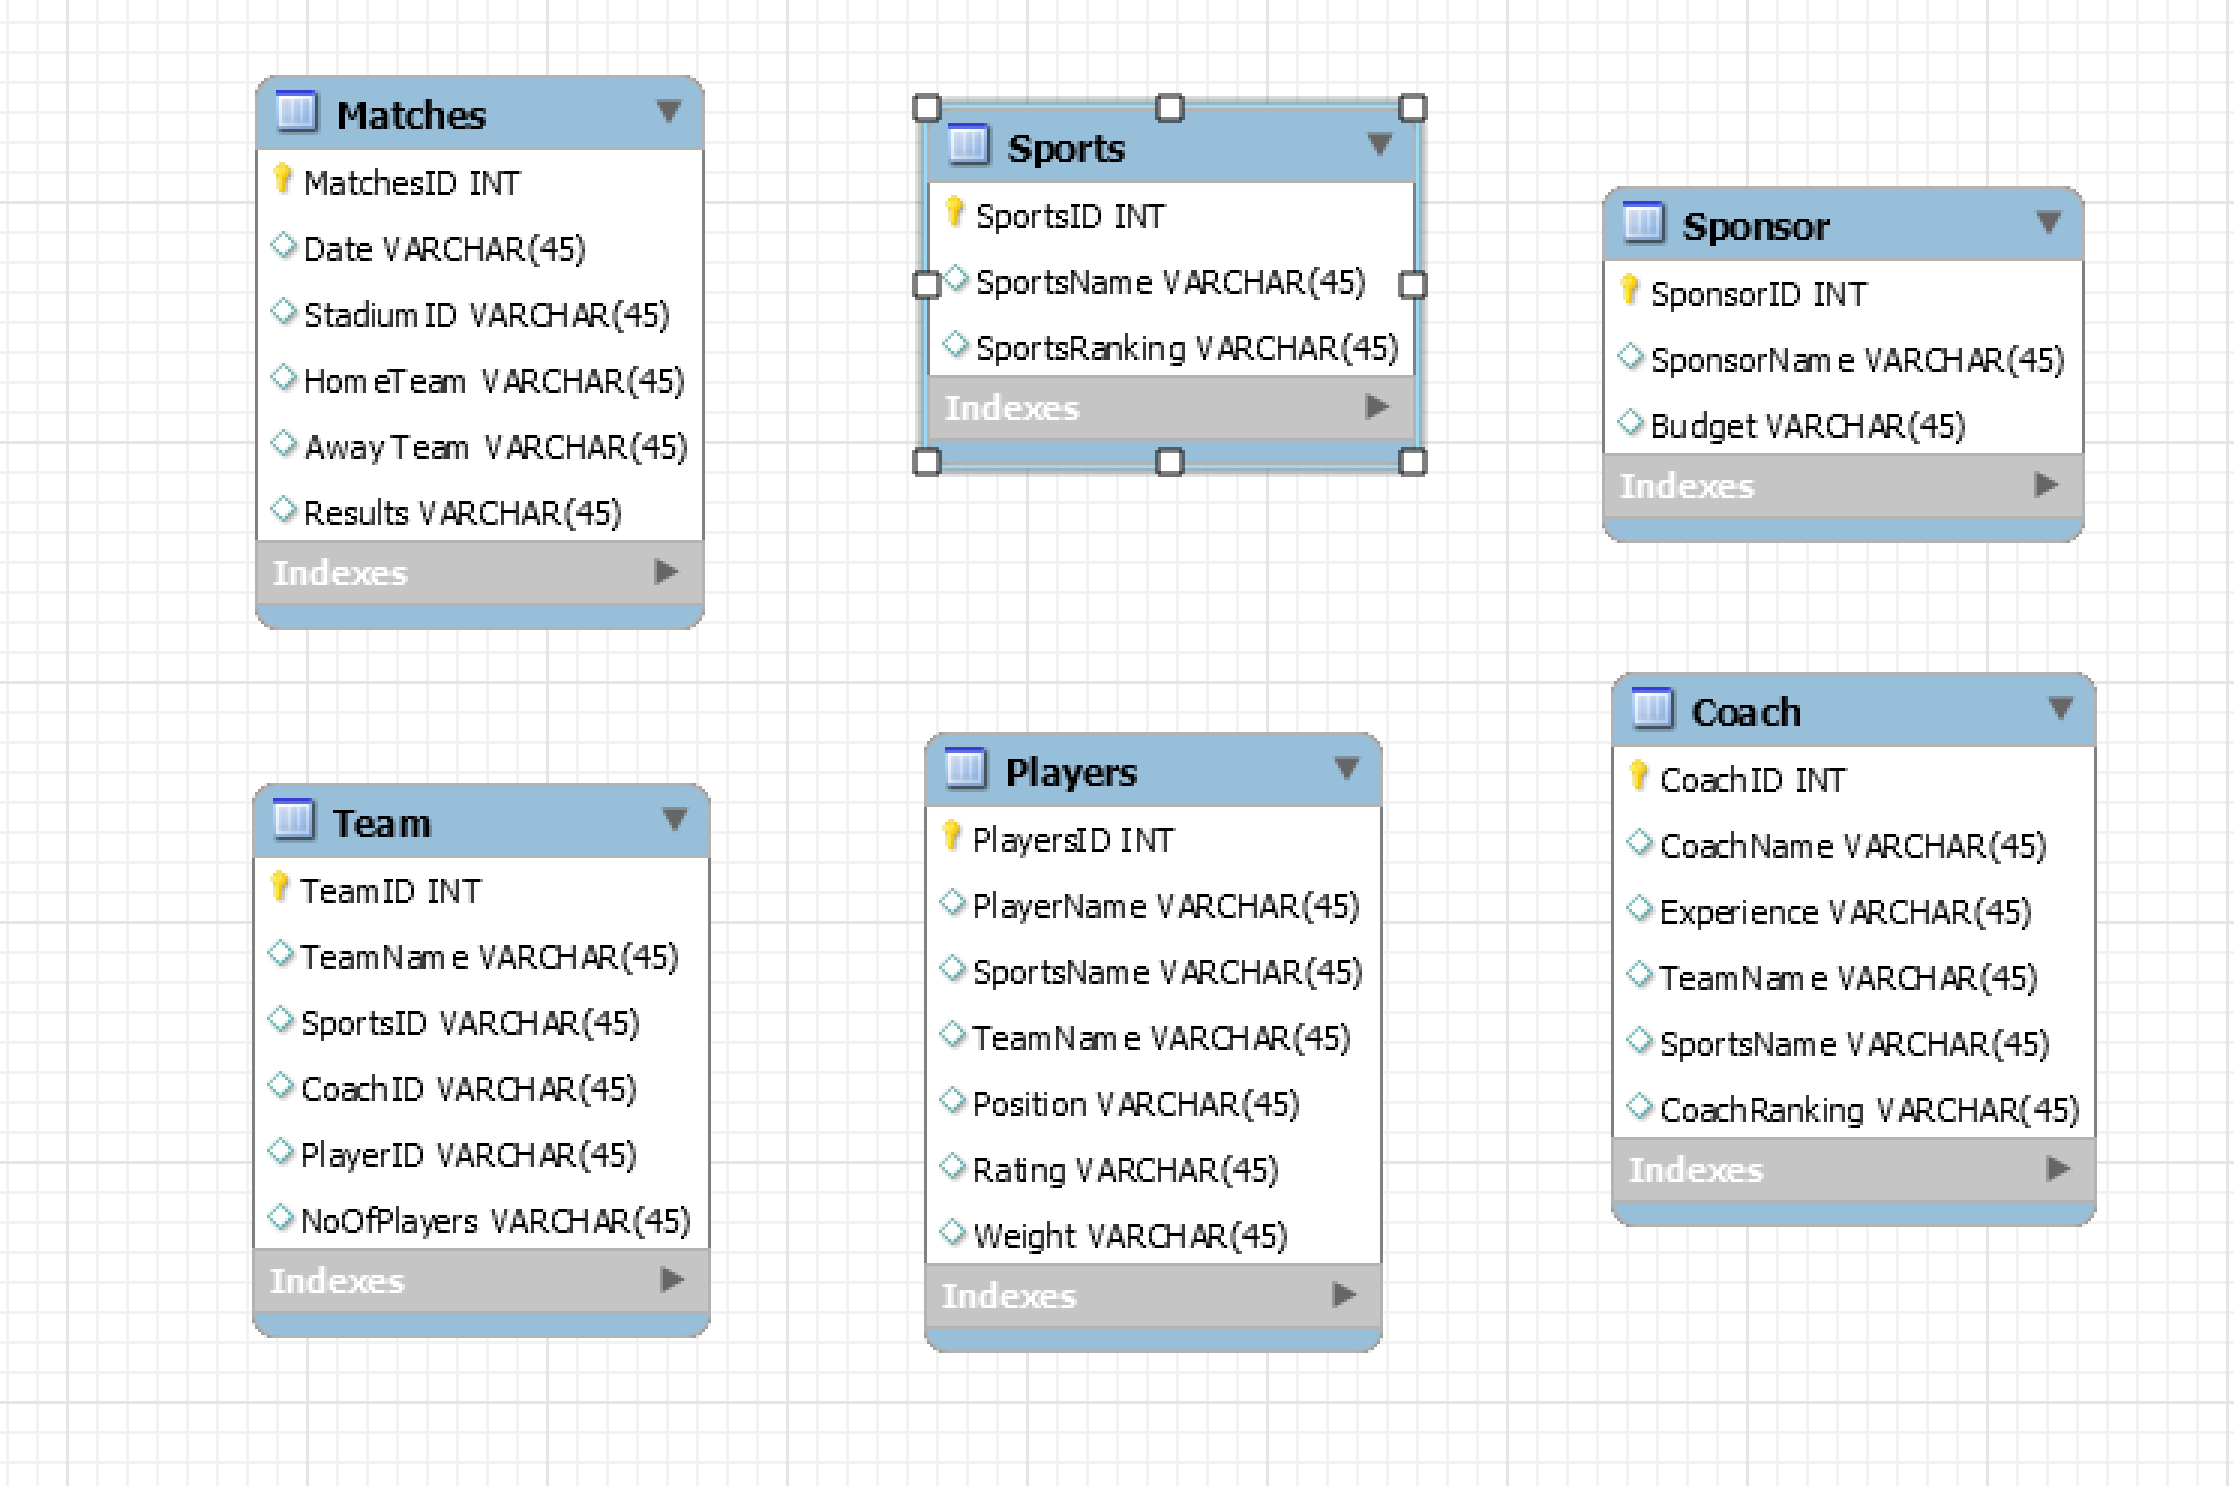 Matches
MatchesID INT
Date VARCHAR(45)
StadiumID VARCHAR(45)
HomeTeam VARCHAR(45)
AwayTeam VARCHAR(45)
Results VARCHAR(45)
Indexes
Sports
SportsID INT
SportsName VARCHAR(45)
SportsRanking VARCHAR(45)
Indexes
Sponsor
SponsorID INT
SponsorName VARCHAR(45)
Budget VARCHAR(45)
Indexes
Team
TeamID INT
TeamName VARCHAR(45)
SportsID VARCHAR(45)
CoachID VARCHAR(45)
PlayerID VARCHAR(45)
NoOfPlayers VARCHAR(45)
Indexes
Players
PlayersID INT
PlayerName VARCHAR(45)
SportsName VARCHAR(45)
TeamName VARCHAR(45)
Position VARCHAR(45)
Rating VARCHAR(45)
Weight VARCHAR(45)
Indexes
Coach
CoachID INT
CoachName VARCHAR(45)
Experience VARCHAR(45)
TeamName VARCHAR(45)
SportsName VARCHAR(45)
CoachRanking VARCHAR(45)
Indexes